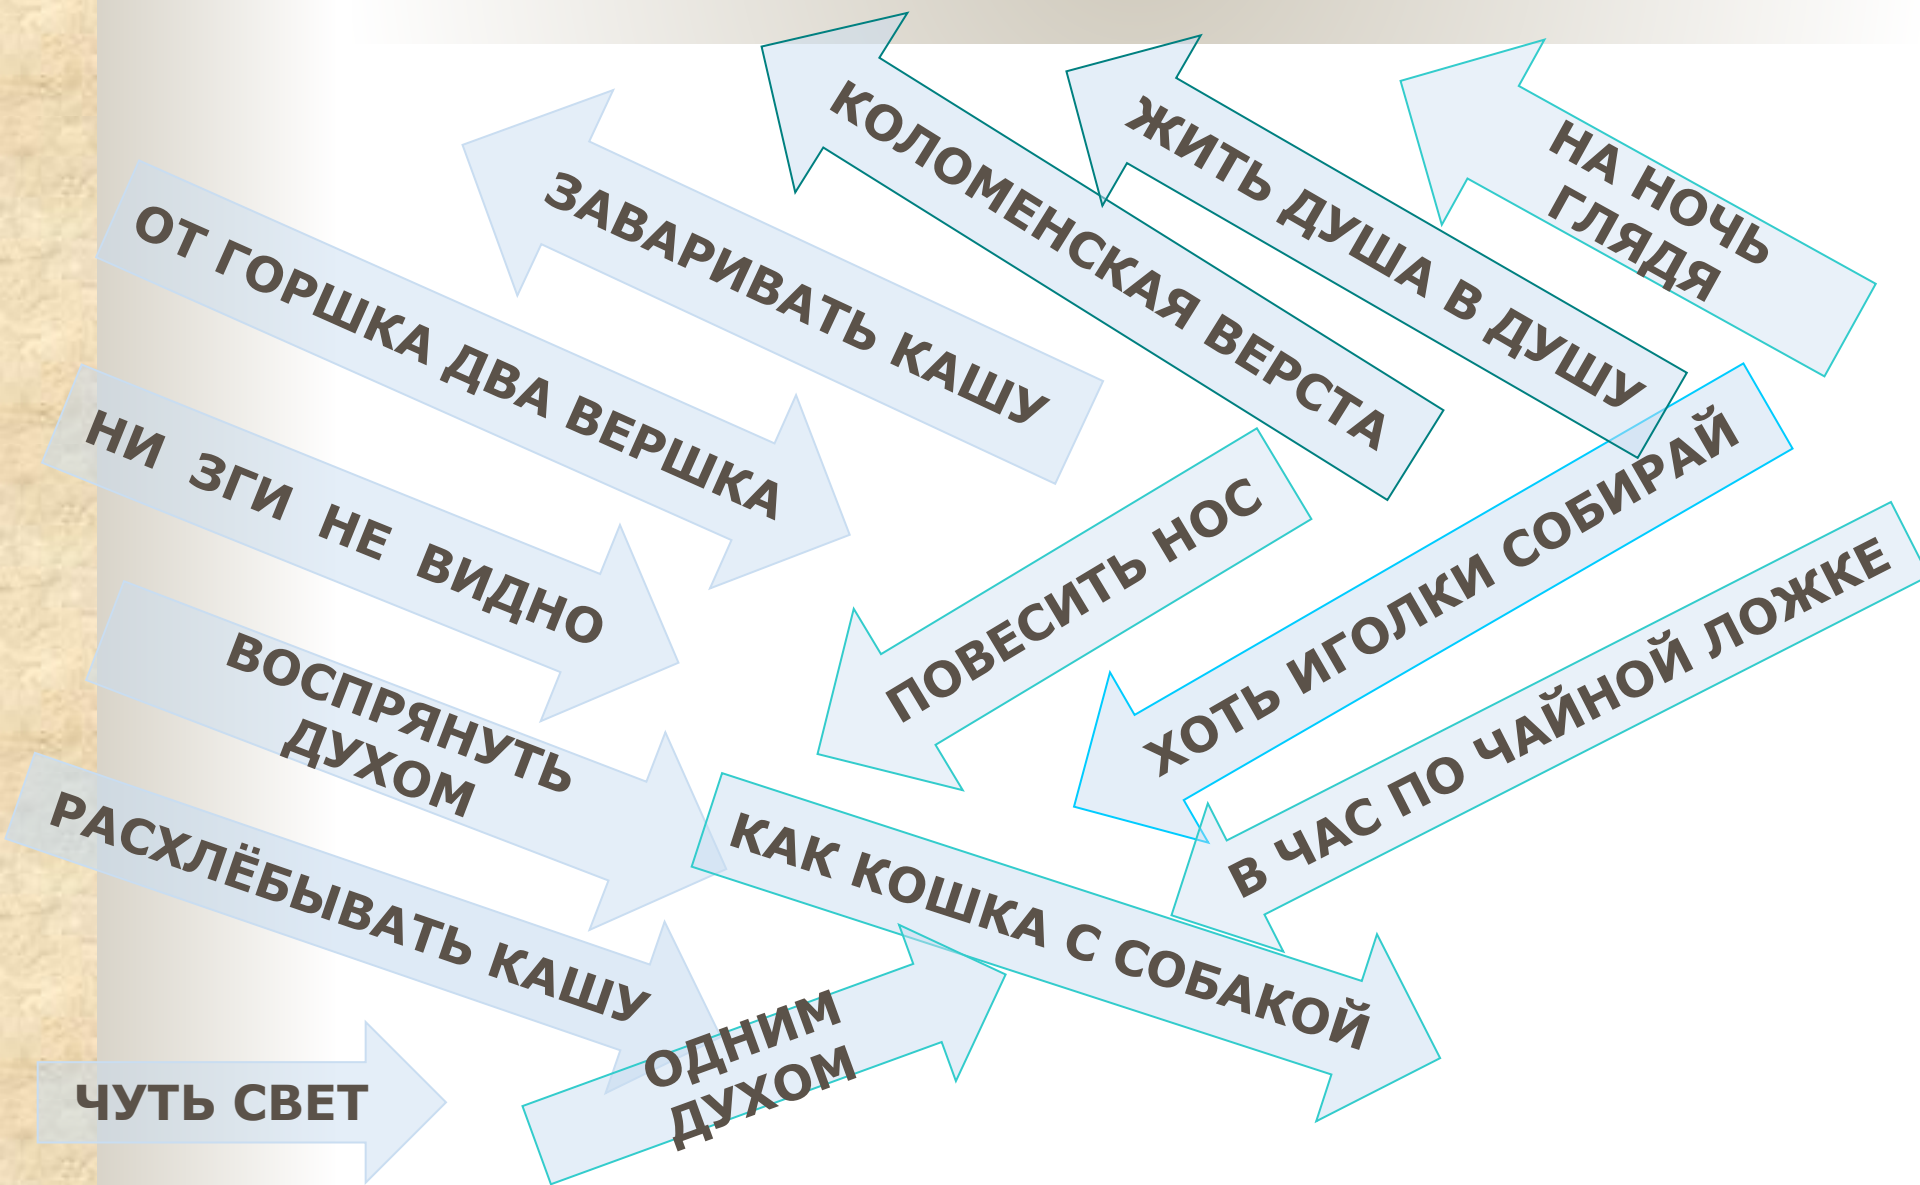 КОЛОМЕНСКАЯ ВЕРСТА
ЖИТЬ ДУША В ДУШУ
НА НОЧЬ
ГЛЯДЯ
ЗАВАРИВАТЬ КАШУ
ОТ ГОРШКА ДВА ВЕРШКА
НИ ЗГИ НЕ ВИДНО
ПОВЕСИТЬ НОС
ХОТЬ ИГОЛКИ СОБИРАЙ
В ЧАС ПО ЧАЙНОЙ ЛОЖКЕ
ВОСПРЯНУТЬ
ДУХОМ
РАСХЛЁБЫВАТЬ КАШУ
КАК КОШКА С СОБАКОЙ
ОДНИМ
ДУХОМ
ЧУТЬ СВЕТ